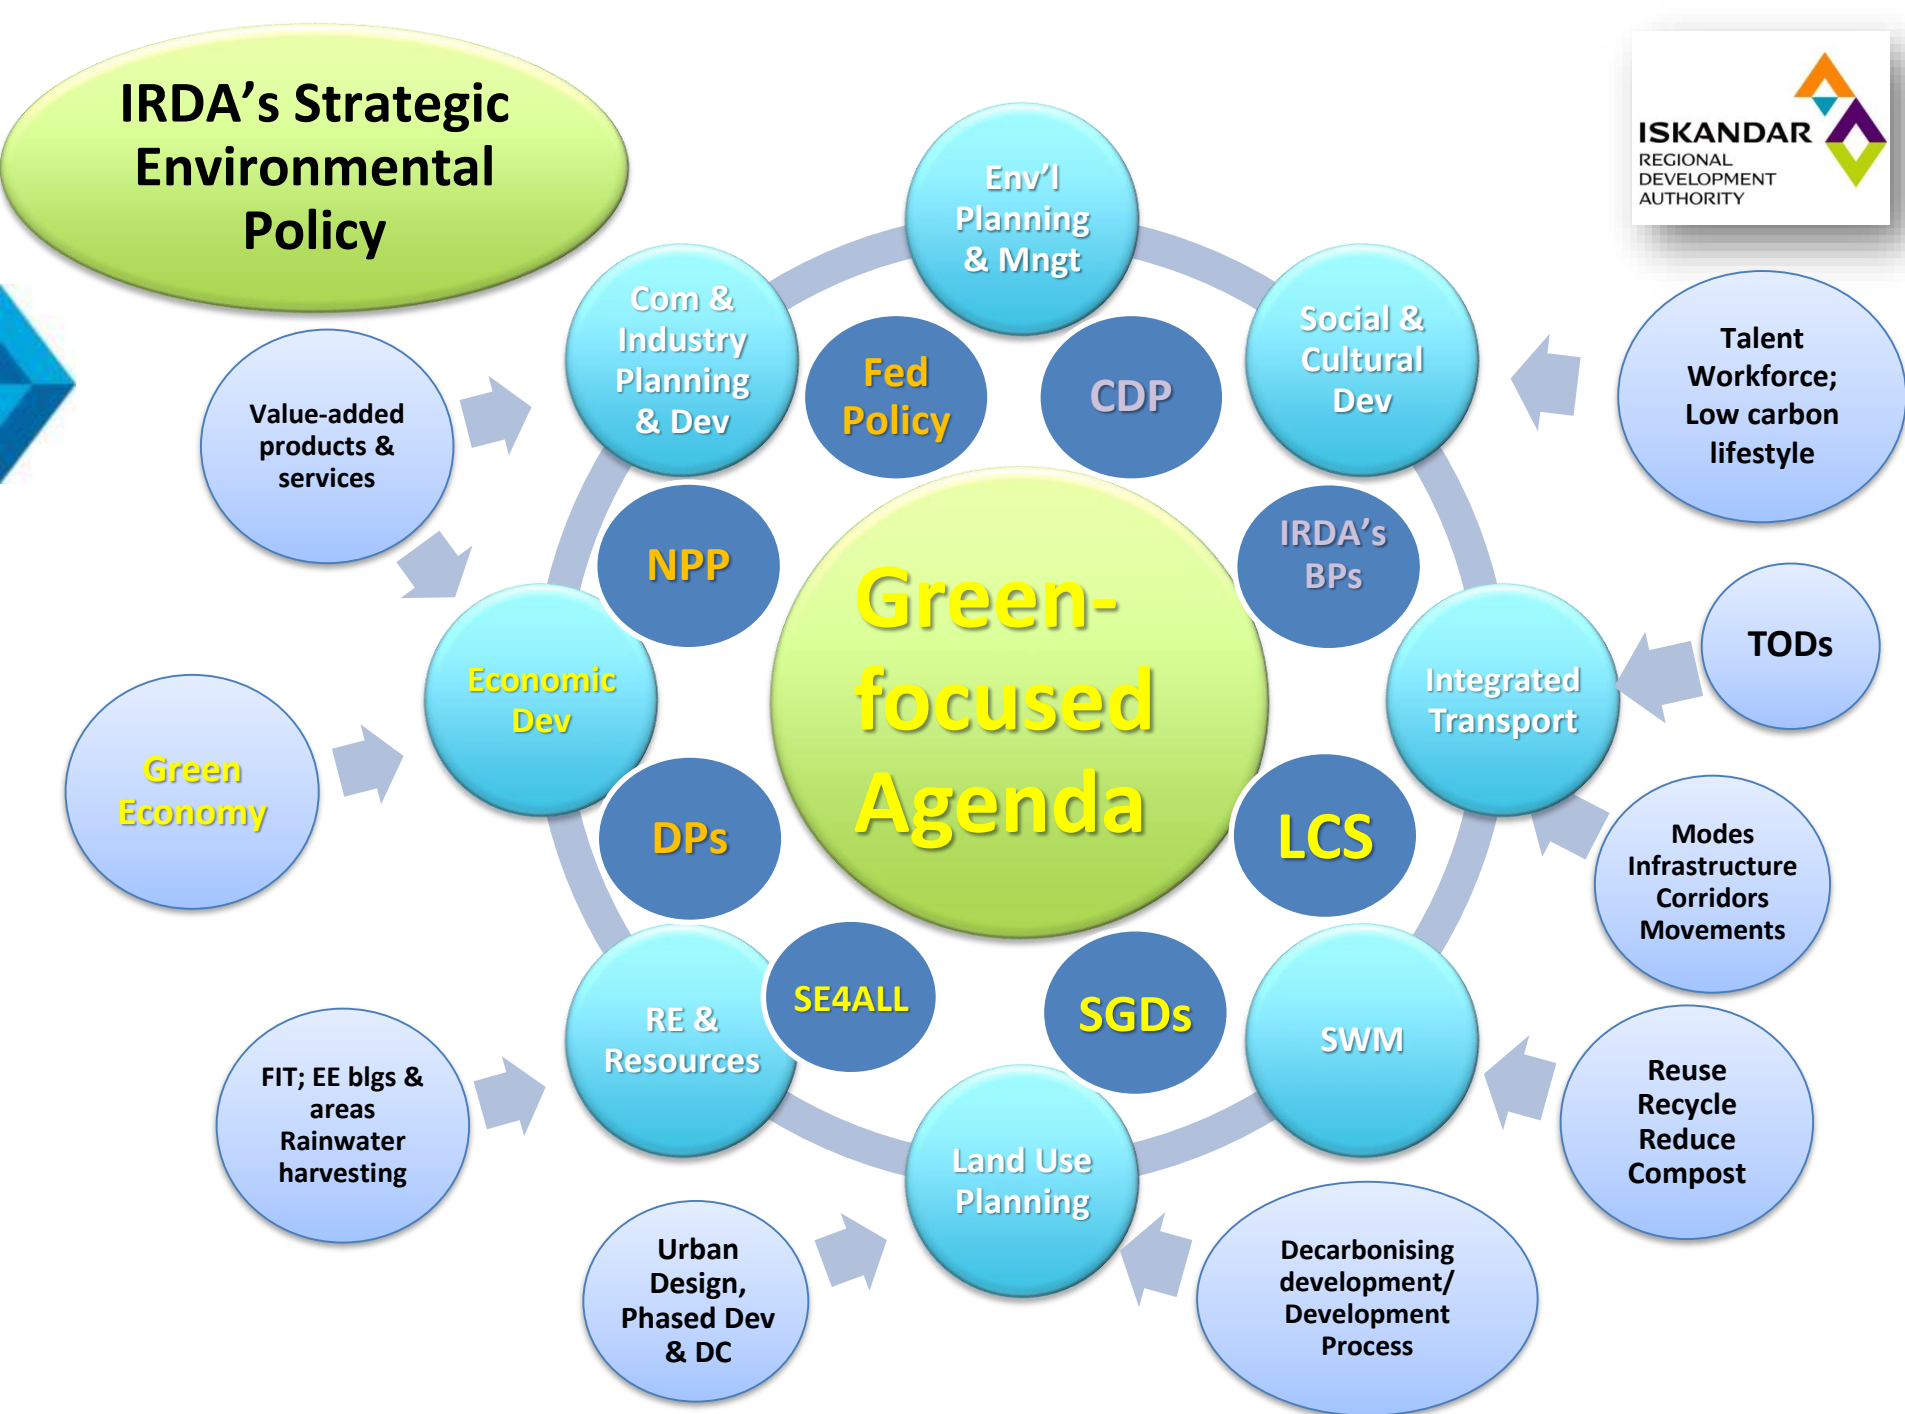 IRDA’s Strategic
Environmental
Policy
ISKANDAR
REGIONAL
DEVELOPMENT
AUTHORITY
Env’l
Planning
& Mngt
Com &
Industry
Planning
& Dev
Social &
Cultural
Dev
Talent
Workforce;
Low carbon
lifestyle
Value-added
products &
services
Fed
Policy
CDP
NPP
IRDA’s
BPs
Green-
focused
Agenda
Economic
Dev
Integrated
Transport
TODs
Green
Economy
DPs
LCS
Modes
Infrastructure
Corridors
Movements
SE4ALL
SGDs
RE &
Resources
SWM
FIT; EE blgs &
areas
Rainwater
harvesting
Reuse
Recycle
Reduce
Compost
Land Use
Planning
Urban
Design,
Phased Dev
& DC
Decarbonising
development/
Development
Process